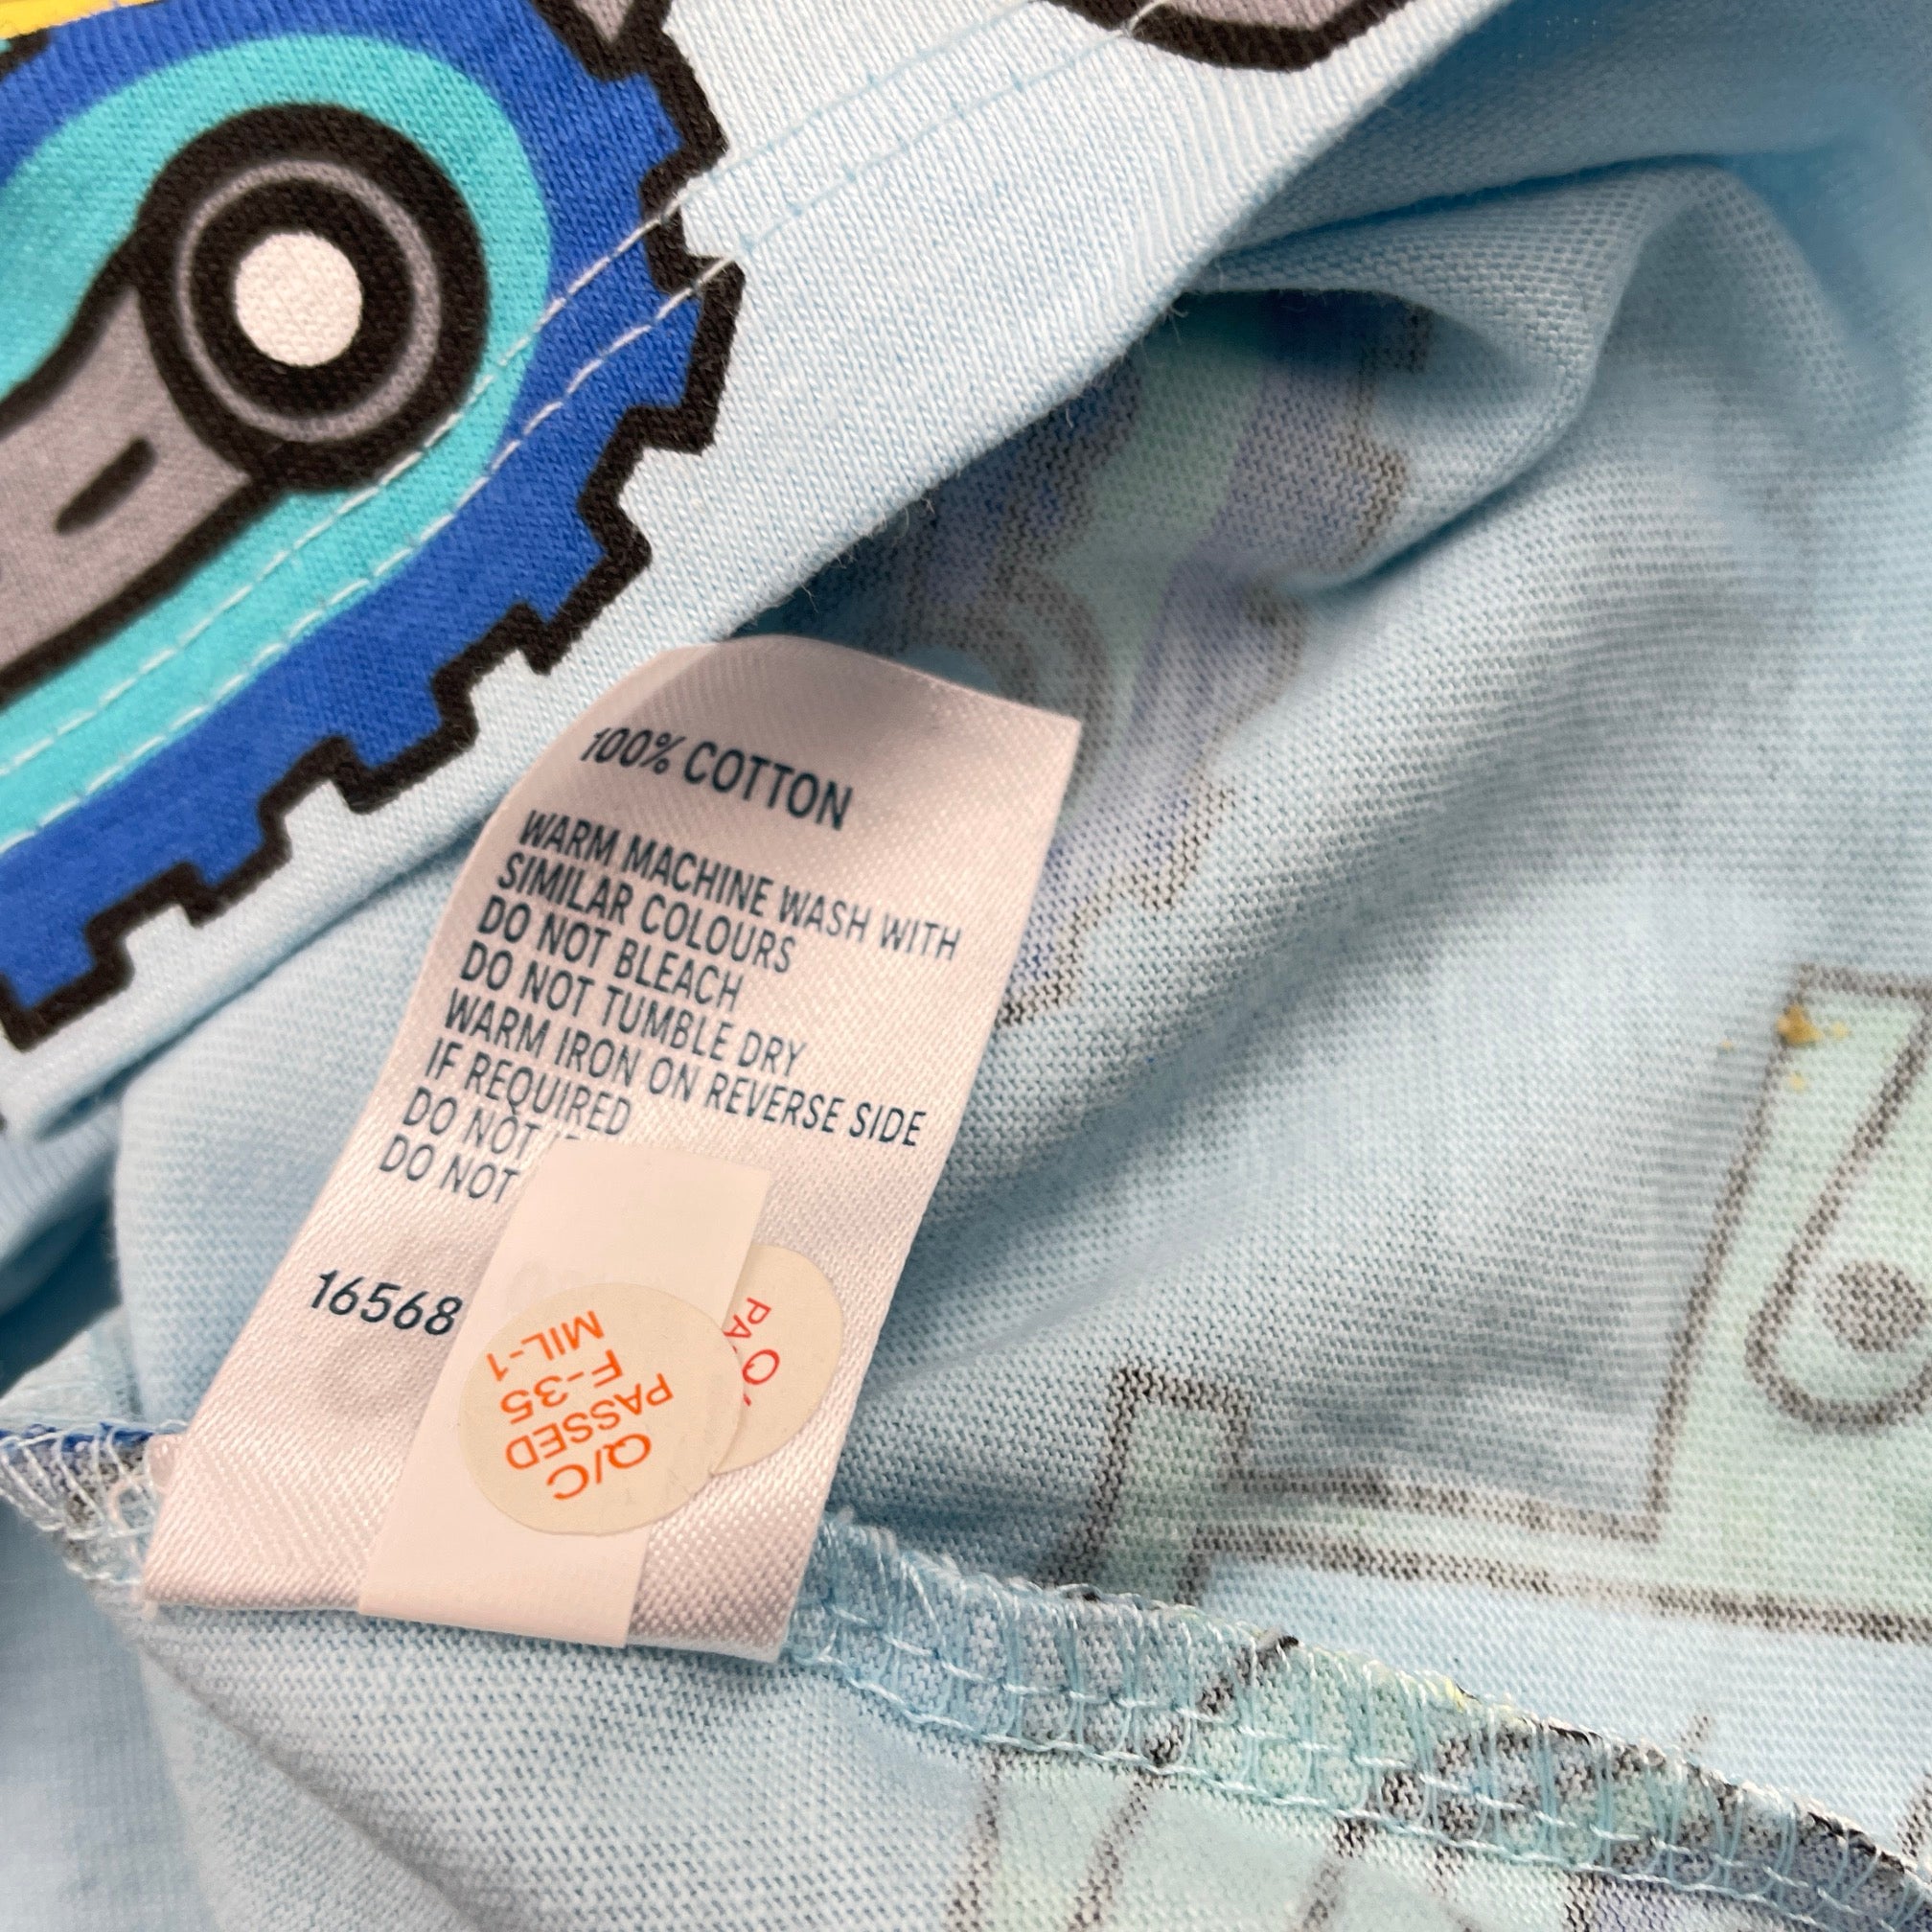 100% COTTON
WARM MACHINE WASH WITH
SIMILAR COLOURS
DO NOT BLEACH
DO NOT TUMBLE DRY
WARM IRON ON REVERSE SIDE
IF REQUIRED
DO NOT
DO NOT
16568
Q/C
PASSED
F-35
MIL-1